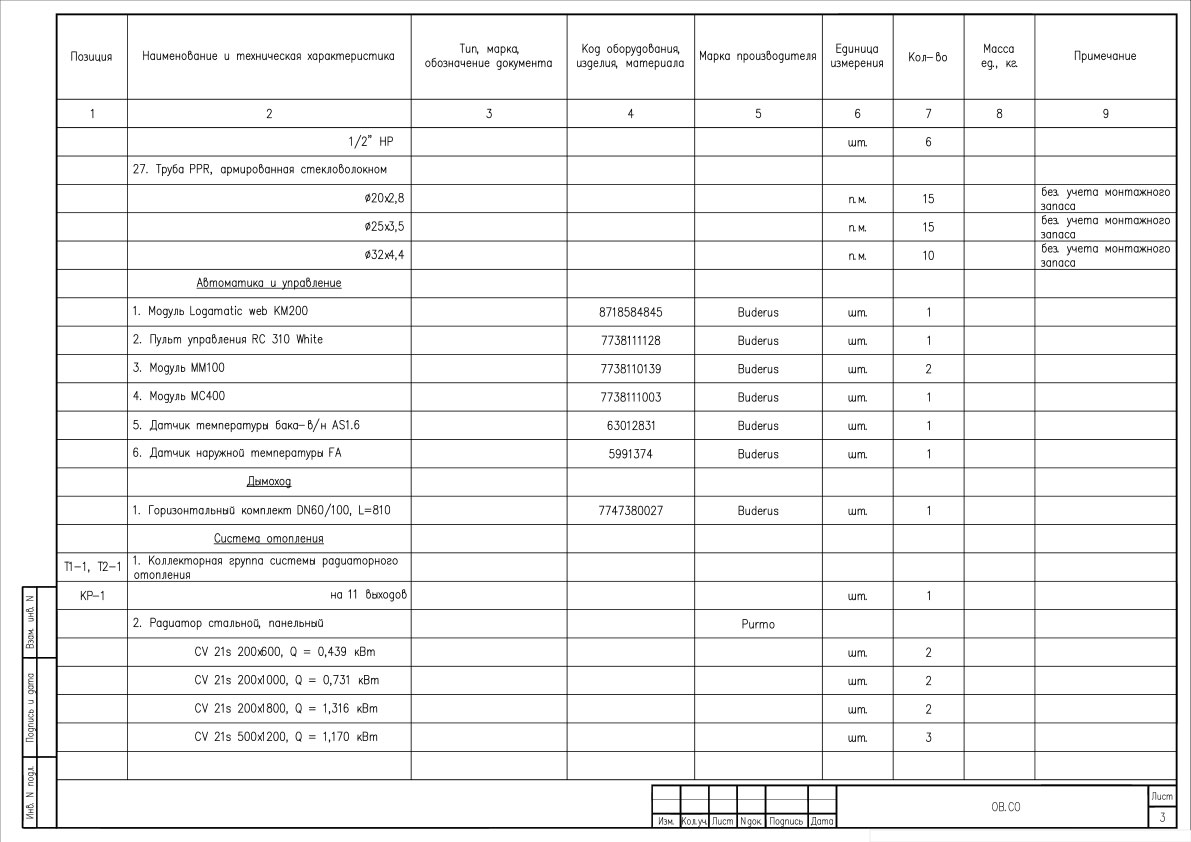 Позиция Наименование и техническая характеристика Тип, марка, обозначение документа Код оборудования, изделия, материала Марка производителя Единица измерения Кол-во Масса ед., кг. Примечание
1 2 3 4 5 6 7 8 9
1/2" НР шт. 6
27. Труба PPR, армированная стекловолокном
ø20x2,8 п.м. 15 без. учета монтажного запаса
ø25x3,5 п.м. 15 без. учета монтажного запаса
ø32x4,4 п.м. 10 без. учета монтажного запаса
Автоматика и управление
1. Модуль Logamatic web KM200 8718584845 Buderus шт. 1
2. Пульт управления RC 310 White 7738111128 Buderus шт. 1
3. Модуль MM100 7738110139 Buderus шт. 2
4. Модуль MC400 7738111003 Buderus шт. 1
5. Датчик температуры бака-в/н AS1.6 63012831 Buderus шт. 1
6. Датчик наружной температуры FA 5991374 Buderus шт. 1
Дымоход
1. Горизонтальный комплект DN60/100, L=810 7747380027 Buderus шт. 1
Система отопления
Т1-1, Т2-1 1. Коллекторная группа системы радиаторного отопления
КР-1 на 11 выходов шт. 1
2. Радиатор стальной, панельный Purmo
CV 21s 200x600, Q = 0,439 кВт шт. 2
CV 21s 200x1000, Q = 0,731 кВт шт. 2
CV 21s 200x1800, Q = 1,316 кВт шт. 2
CV 21s 500x1200, Q = 1,170 кВт шт. 3
Взам. инв. N
Подпись и дата
Инв. N подл.
Изм. Кол.уч. Лист Nдок. Подпись Дата
ОВ.СО
Лист
3